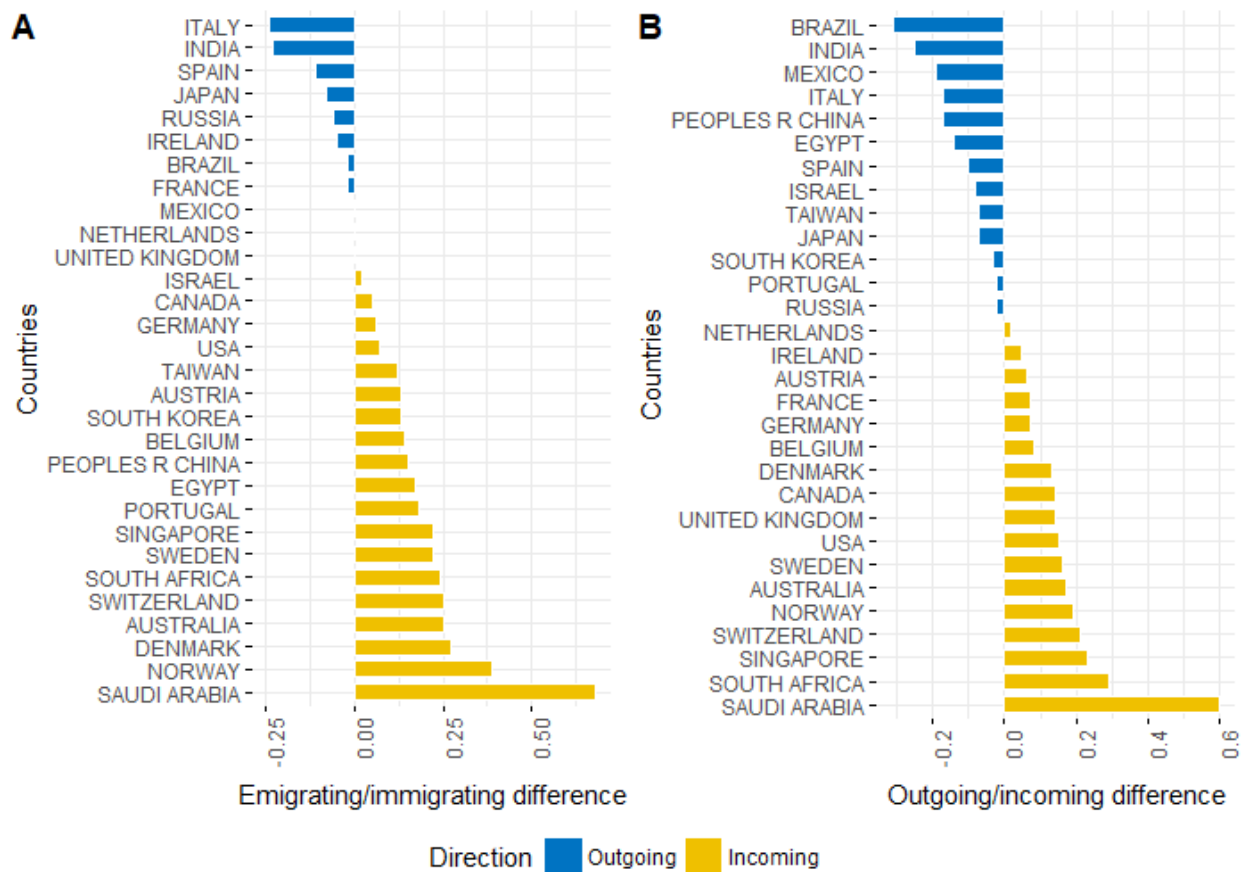 A
ITALY
INDIA
SPAIN
JAPAN
RUSSIA
IRELAND
BRAZIL
FRANCE
MEXICO
NETHERLANDS
UNITED KINGDOM
ISRAEL
CANADA
GERMANY
USA
TAIWAN
AUSTRIA
SOUTH KOREA
BELGIUM
PEOPLES R CHINA
EGYPT
PORTUGAL
SINGAPORE
SWEDEN
SOUTH AFRICA
SWITZERLAND
AUSTRALIA
DENMARK
NORWAY
SAUDI ARABIA
Countries
-0.25
0.00
0.25
0.50
Emigrating/immigrating difference
B
BRAZIL
INDIA
MEXICO
ITALY
PEOPLES R CHINA
EGYPT
SPAIN
ISRAEL
TAIWAN
JAPAN
SOUTH KOREA
PORTUGAL
RUSSIA
NETHERLANDS
IRELAND
AUSTRIA
FRANCE
GERMANY
BELGIUM
DENMARK
CANADA
UNITED KINGDOM
USA
SWEDEN
AUSTRALIA
NORWAY
SWITZERLAND
SINGAPORE
SOUTH AFRICA
SAUDI ARABIA
Countries
-0.2
0.0
0.2
0.4
0.6
Outgoing/incoming difference
Direction Outgoing Incoming